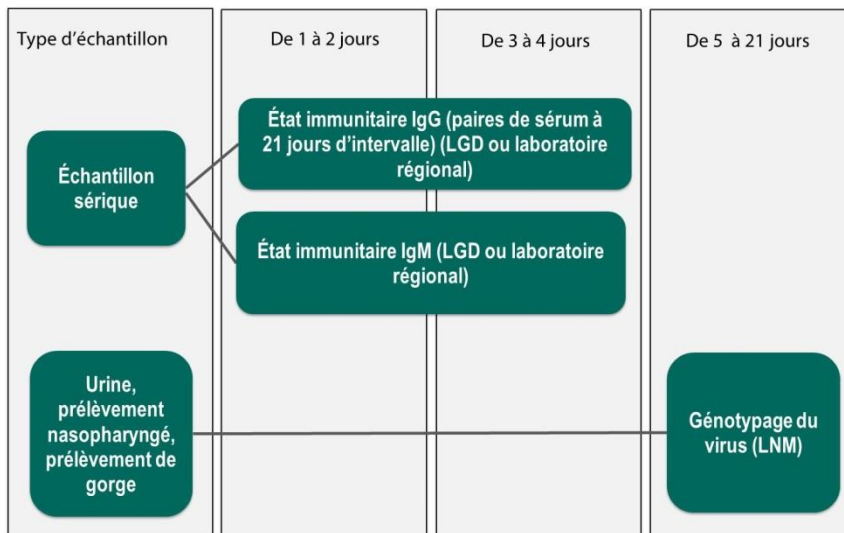 Type d'échantillon
De 1 à 2 jours
De 3 à 4 jours
De 5 à 21 jours
État immunitaire IgG (paires de sérum à
21 jours d'intervalle) (LGD ou laboratoire
régional)
Échantillon
sérique
État immunitaire IgM (LGD ou laboratoire
régional)
Urine,
prélèvement
nasopharyngé,
prélèvement de
gorge
Génotypage du
virus (LNM)